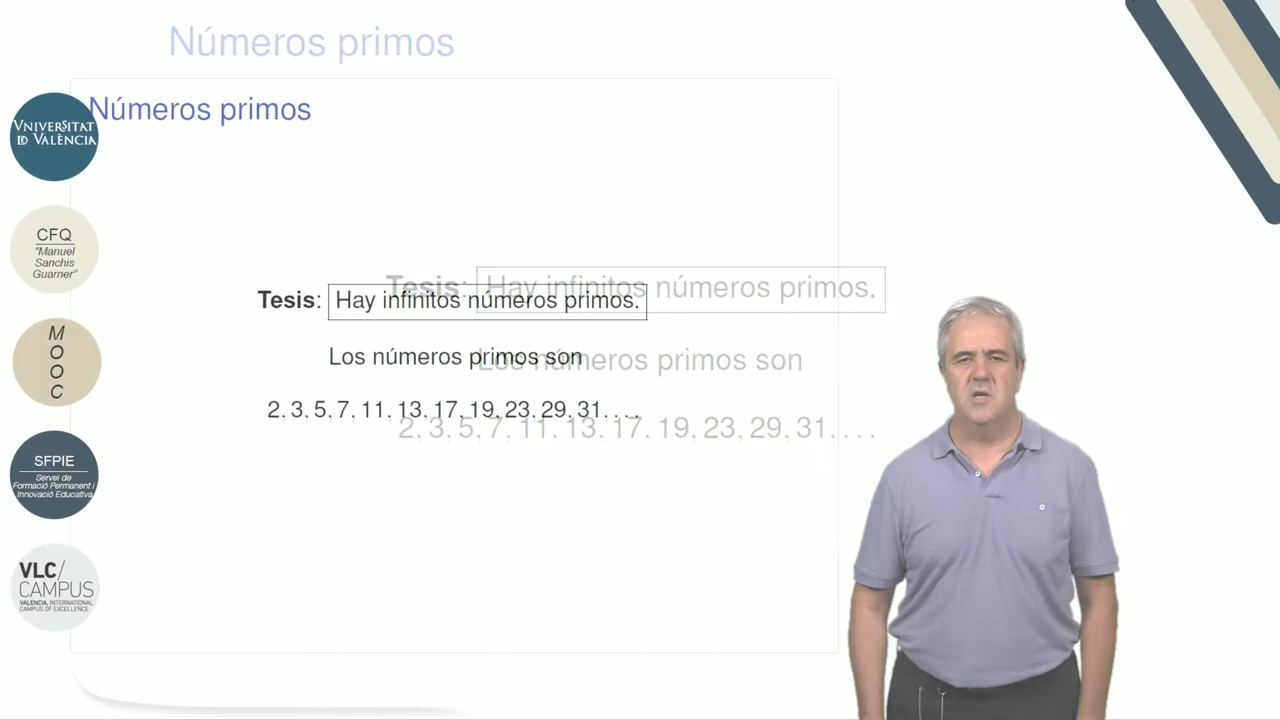 Números primos
Números primos
VNIVERSITAT
ID VALÈNCIA
CFQ
"Manuel
Sanchis
Guarner"
Tesis: Hay infinitos números primos.
Tesis: Hay infinitos números primos.
Los números primos son
Los números primos son
M
O
O
C
2, 3, 5, 7, 11, 13, 17, 19, 23, 29, 31, . . .
2, 3, 5, 7, 11, 13, 17, 19, 23, 29, 31, . . .
SFPIE
Servei de
Formació Permanent i
Innovació Educativa
VLC/
CAMPUS
VALENCIA, INTERNATIONAL
CAMPUS OF EXCELLENCE